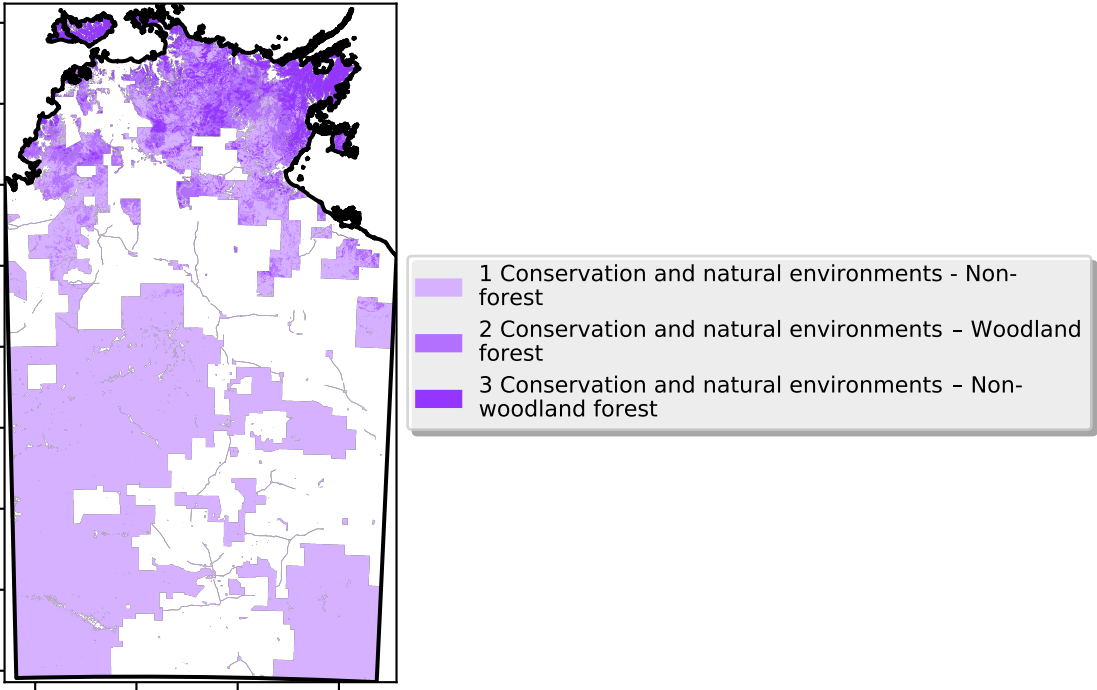 1 Conservation and natural environments - Non-
forest
2 Conservation and natural environments – Woodland
forest
3 Conservation and natural environments – Non-
woodland forest